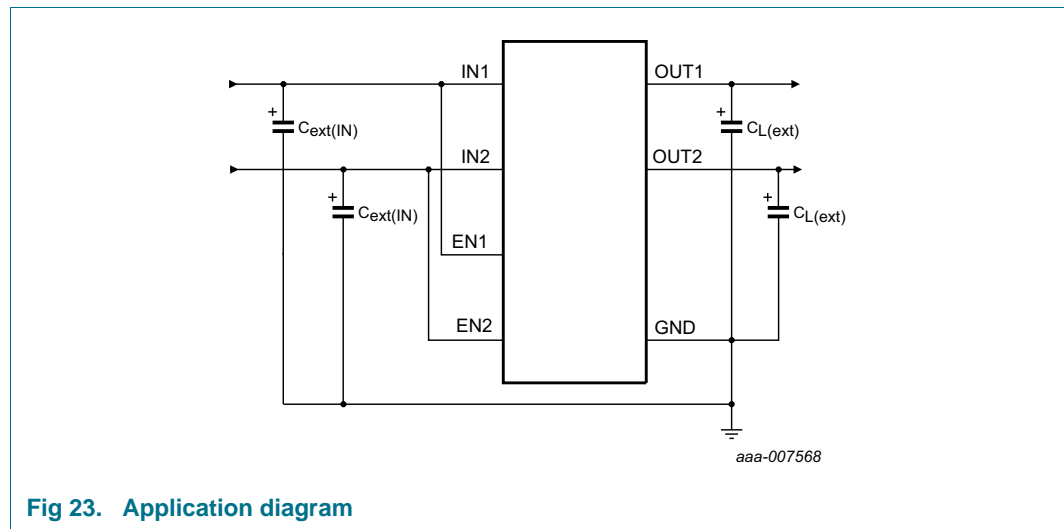 IN1
OUT1
+
Cext(IN)
+
CL(ext)
IN2
OUT2
+
Cext(IN)
+
CL(ext)
EN1
EN2
GND
aaa-007568
Fig 23. Application diagram